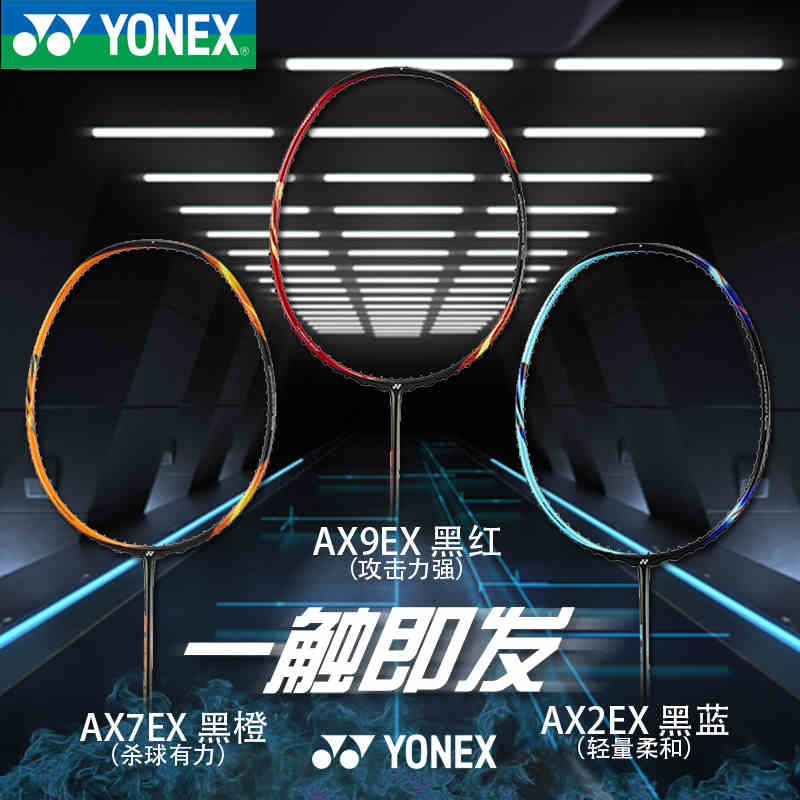 YONEX®
AX9EX 黑红
(攻击力强)
一触即发
AX7EX 黑橙
(杀球有力)
AX2EX 黑蓝
(轻量柔和)
YONEX